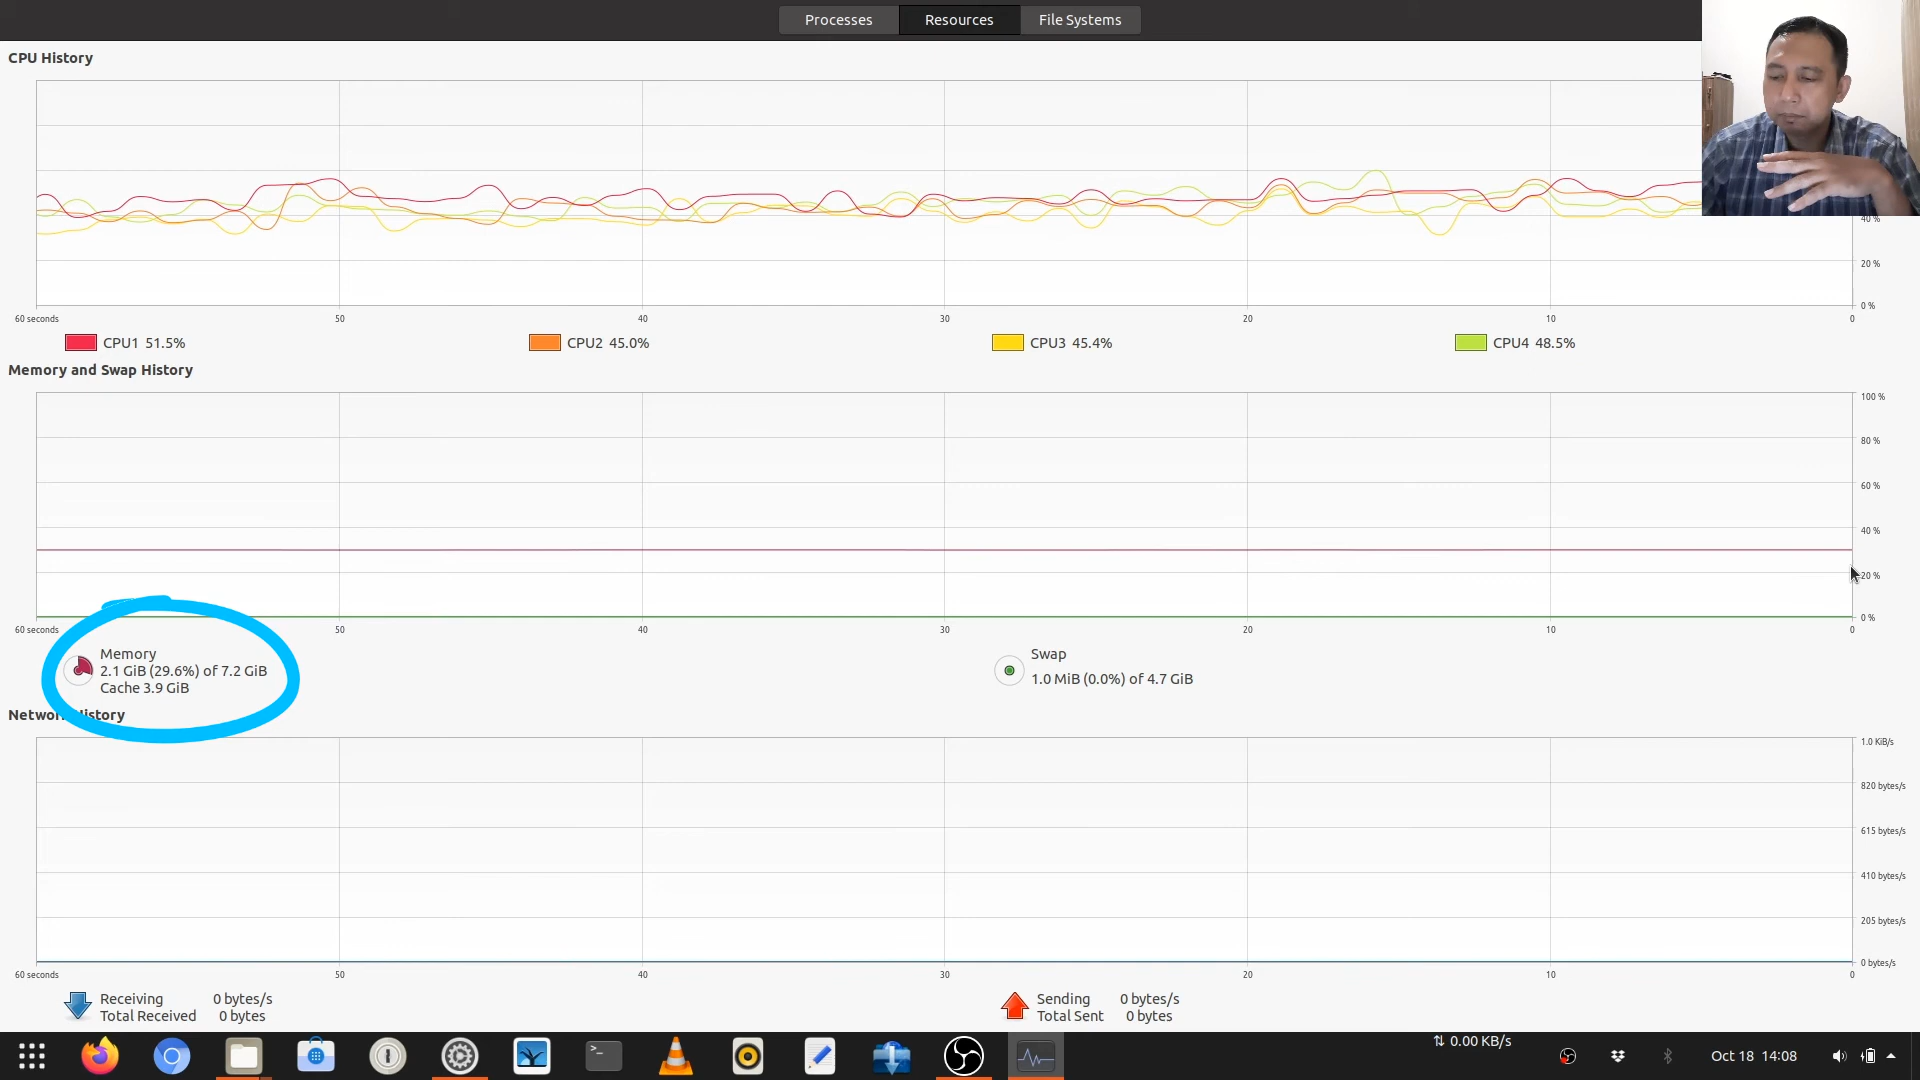 Processes Resources File Systems
CPU History
40 %
20 %
0 %
60 seconds 50 40 30 20 10 0
CPU1 51.5% CPU2 45.0% CPU3 45.4% CPU4 48.5%
Memory and Swap History
100 %
80 %
60 %
40 %
20 %
0 %
60 seconds 50 40 30 20 10 0
Memory
2.1 GiB (29.6%) of 7.2 GiB
Cache 3.9 GiB
Swap
1.0 MiB (0.0%) of 4.7 GiB
Network History
1.0 KiB/s
820 bytes/s
615 bytes/s
410 bytes/s
205 bytes/s
0 bytes/s
60 seconds 50 40 30 20 10 0
Receiving 0 bytes/s
Total Received 0 bytes
Sending 0 bytes/s
Total Sent 0 bytes
0.00 KB/s
Oct 18 14:08